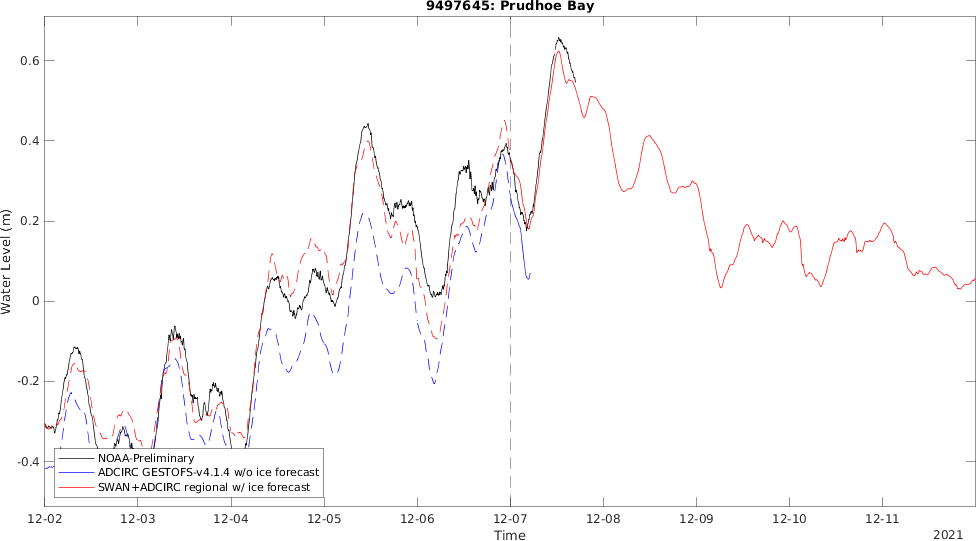 9497645: Prudhoe Bay
Water Level (m)
0.6
0.4
0.2
0
-0.2
-0.4
NOAA-Preliminary
ADCIRC GESTOFS-v4.1.4 w/o ice forecast
SWAN+ADCIRC regional w/ ice forecast
12-02 12-03 12-04 12-05 12-06 12-07 12-08 12-09 12-10 12-11
Time
2021